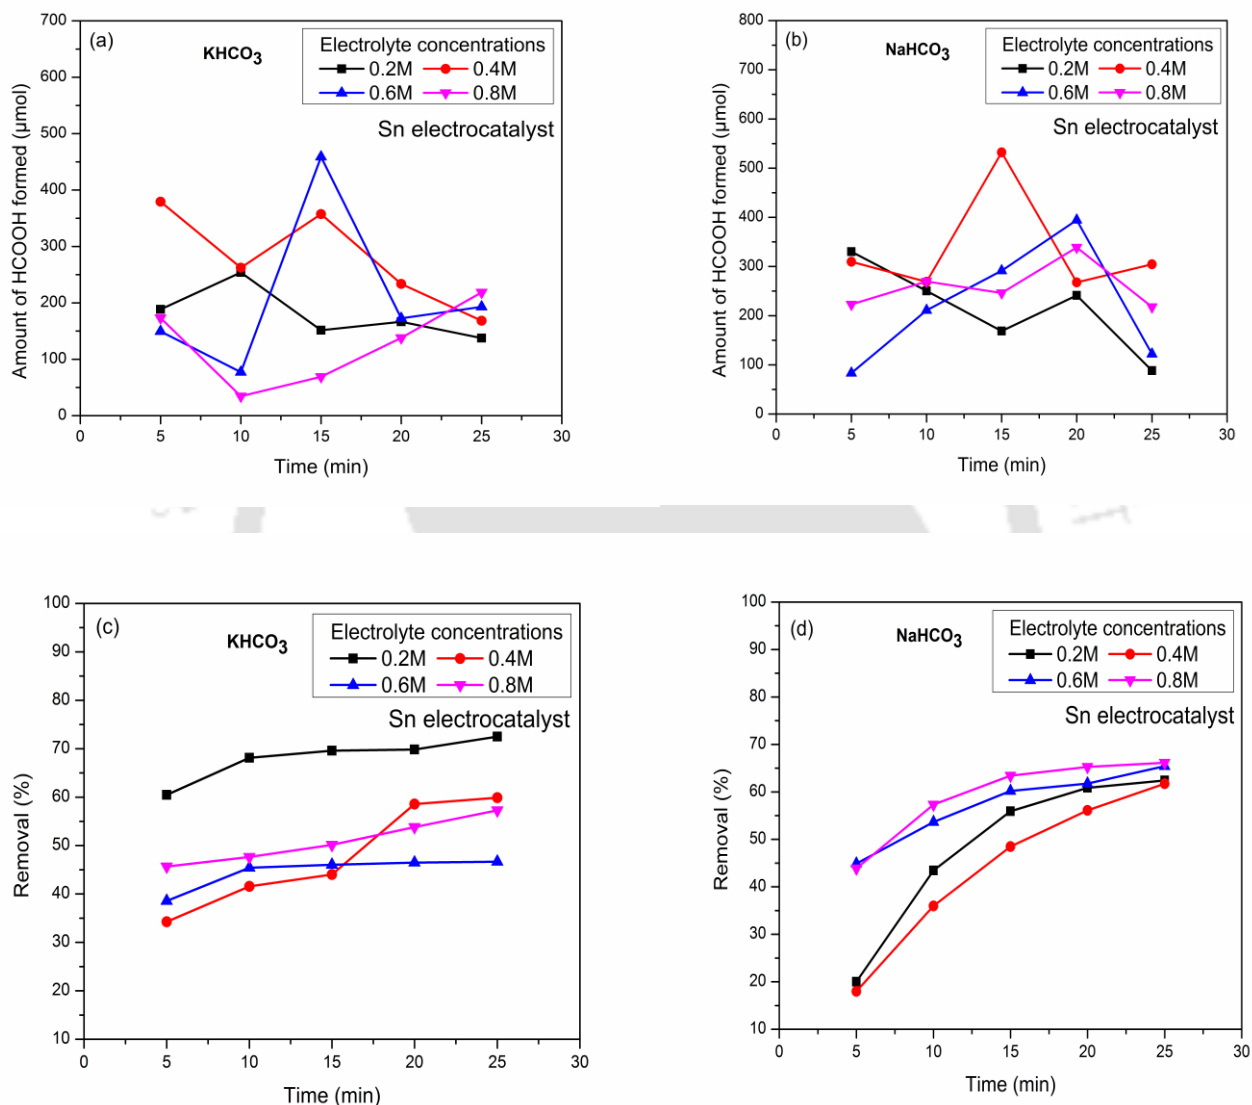 (a)
KHCO3
Electrolyte concentrations
0.2M 0.4M
0.6M 0.8M
Sn electrocatalyst
700
600
500
400
300
200
100
0
0 5 10 15 20 25 30
Amount of HCOOH formed (µmol)
Time (min)
(b)
NaHCO3
Electrolyte concentrations
0.2M 0.4M
0.6M 0.8M
Sn electrocatalyst
800
700
600
500
400
300
200
100
0
0 5 10 15 20 25 30
Amount of HCOOH formed (µmol)
Time (min)
(c)
KHCO3
Electrolyte concentrations
0.2M 0.4M
0.6M 0.8M
Sn electrocatalyst
100
90
80
70
60
50
40
30
20
10
0 5 10 15 20 25 30
Removal (%)
Time (min)
(d)
NaHCO3
Electrolyte concentrations
0.2M 0.4M
0.6M 0.8M
Sn electrocatalyst
100
90
80
70
60
50
40
30
20
10
0 5 10 15 20 25 30
Removal (%)
Time (min)